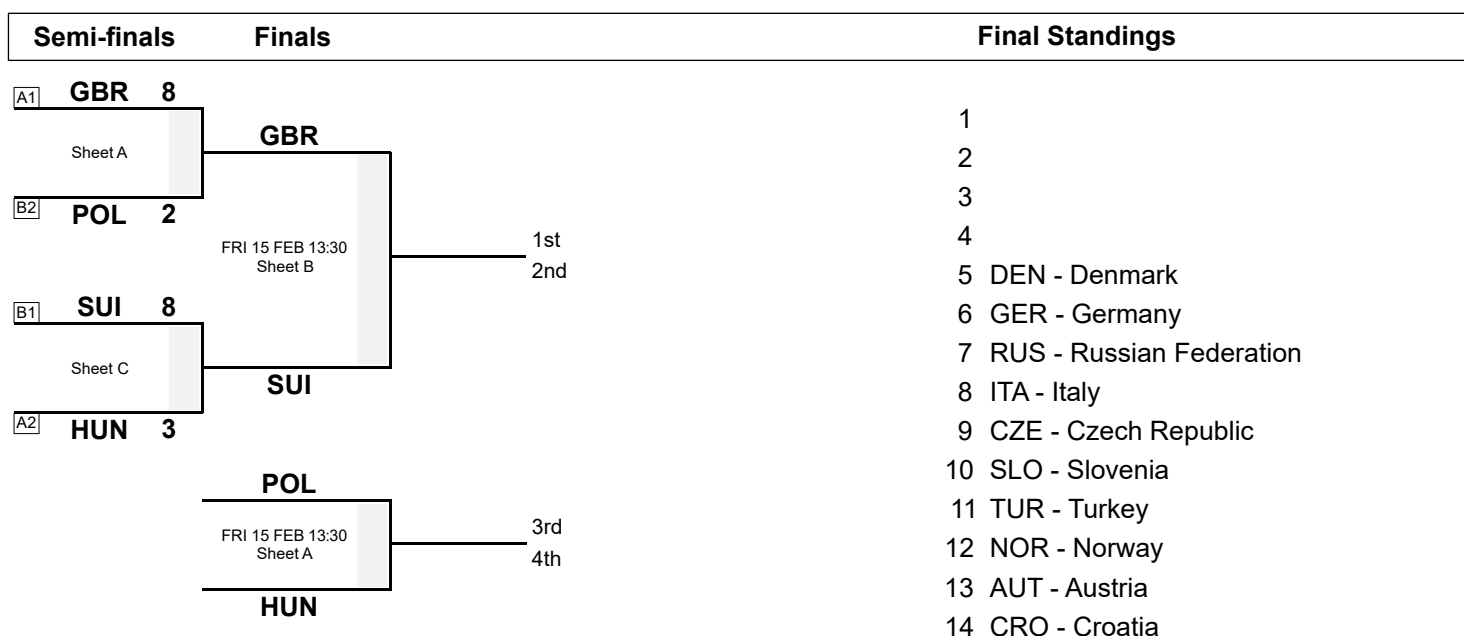 Semi-finals Finals Final Standings
A1 GBR 8
Sheet A
B2 POL 2
GBR
FRI 15 FEB 13:30
Sheet B
SUI
1st
2nd
B1 SUI 8
Sheet C
A2 HUN 3
POL
FRI 15 FEB 13:30
Sheet A
HUN
3rd
4th
1
2
3
4
5 DEN - Denmark
6 GER - Germany
7 RUS - Russian Federation
8 ITA - Italy
9 CZE - Czech Republic
10 SLO - Slovenia
11 TUR - Turkey
12 NOR - Norway
13 AUT - Austria
14 CRO - Croatia